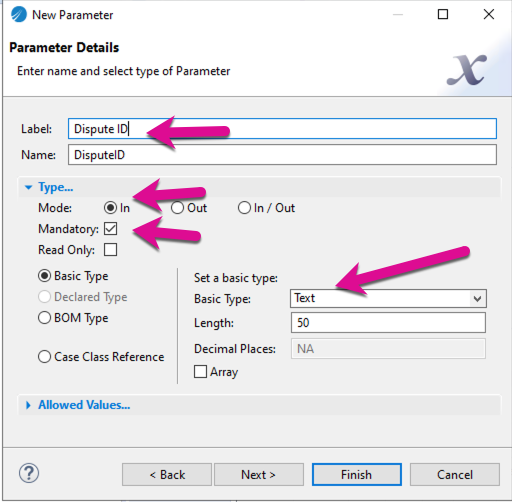 New Parameter
Parameter Details
Enter name and select type of Parameter
x
Label: Dispute ID
Name: DisputeID
Type...
Mode: In Out In / Out
Mandatory:
Read Only:
Basic Type
Declared Type
BOM Type
Case Class Reference
Set a basic type:
Basic Type: Text
Length: 50
Decimal Places: NA
Array
Allowed Values...
? < Back Next > Finish Cancel